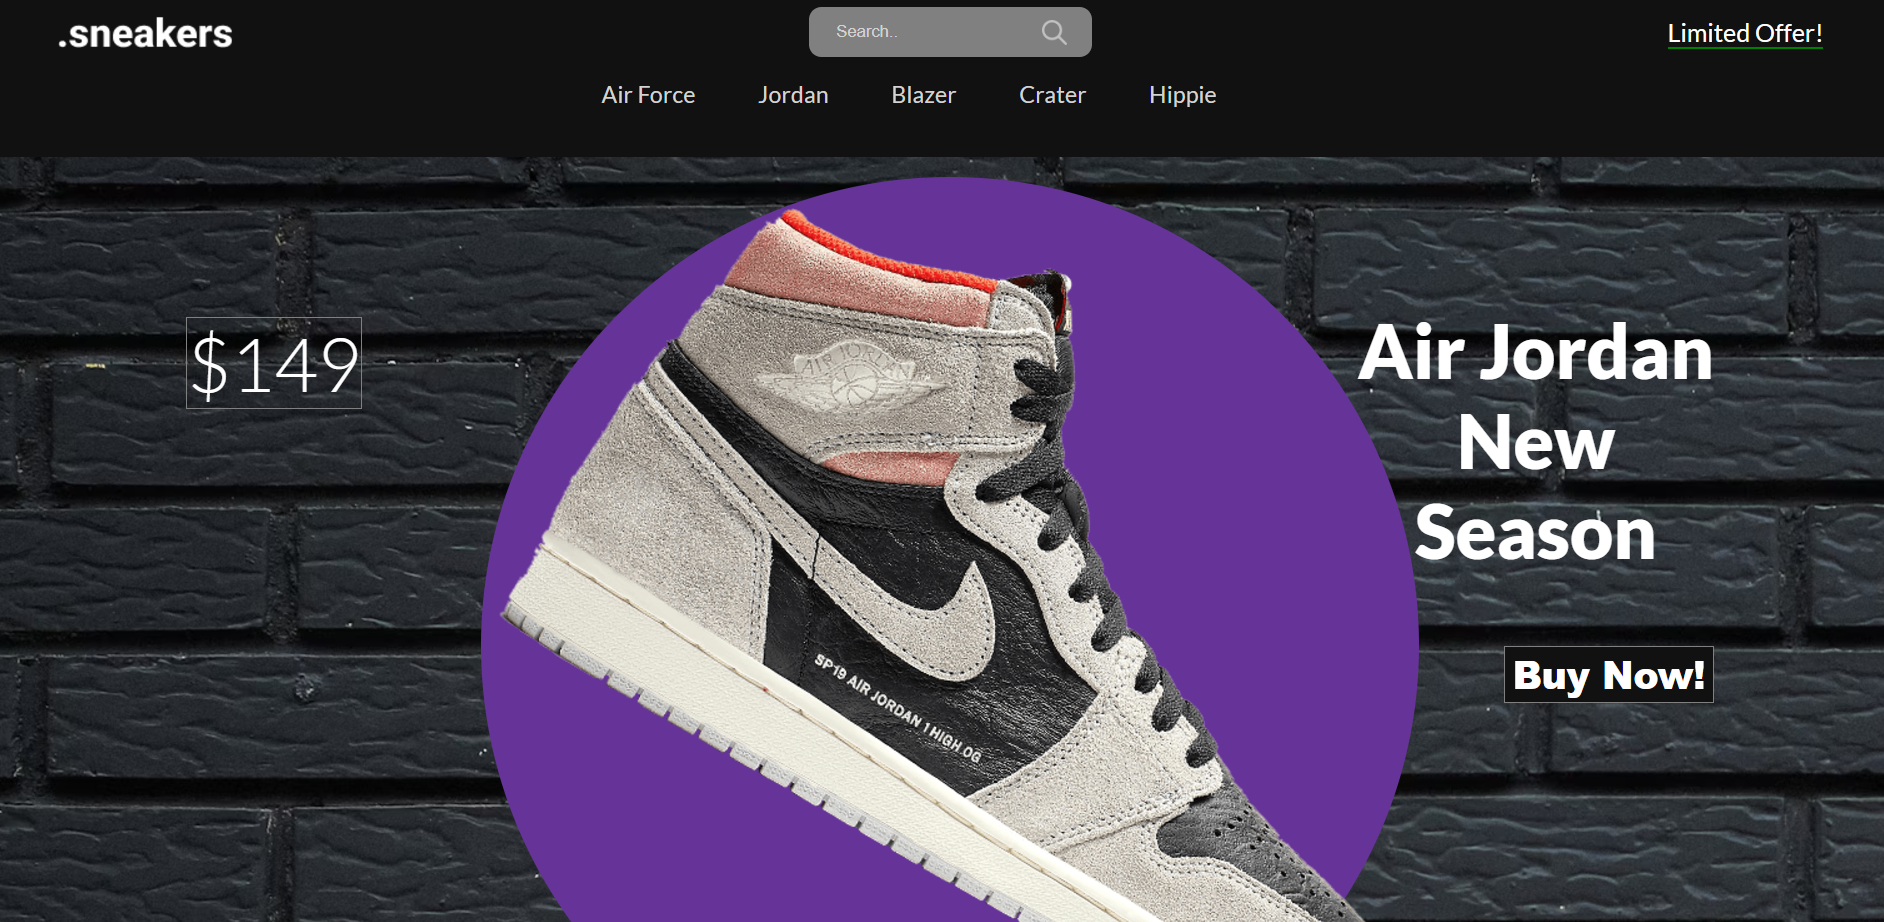 .sneakers
Search..
Limited Offer!
Air Force
Jordan
Blazer
Crater
Hippie
$149
Air Jordan
New
Season
AIR JORDAN
SP19 AIR JORDAN 1 HIGH OG
Buy Now!